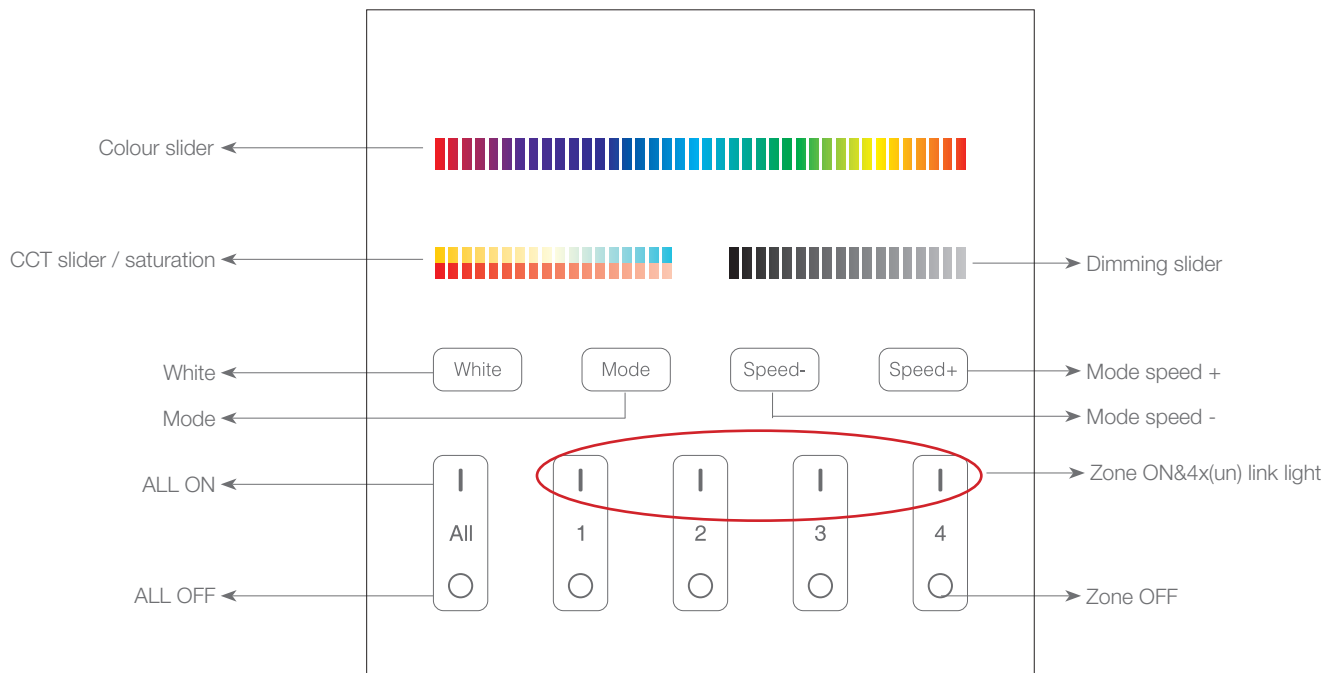 Colour slider
CCT slider / saturation
Dimming slider
White
White
Mode
Speed-
Speed+
Mode speed +
Mode
Mode speed -
ALL ON
Zone ON&4x(un) link light
All
1
2
3
4
ALL OFF
Zone OFF